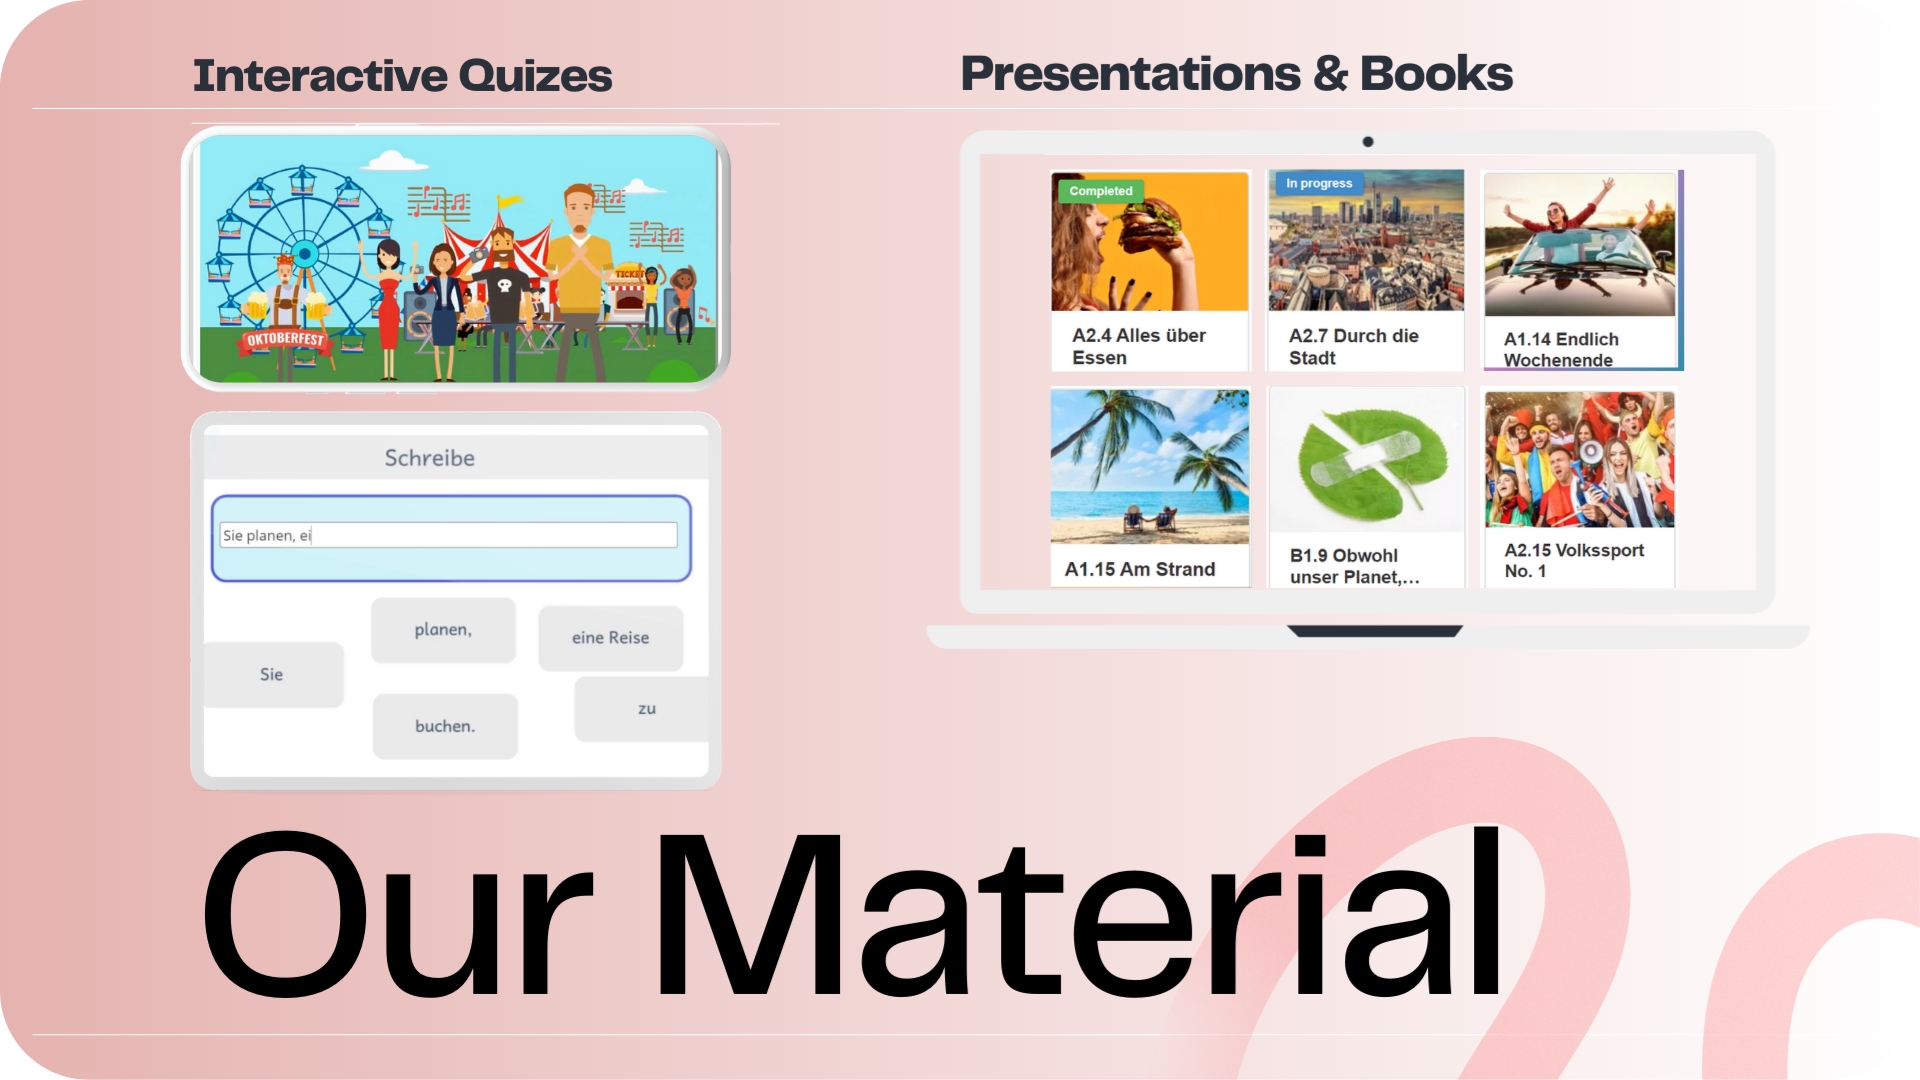 Interactive Quizes
Presentations & Books
TICKET
OKTOBERFEST
Schreibe
Sie planen, ei
planen,
eine Reise
Sie
zu
buchen.
Completed
A2.4 Alles über
Essen
In progress
A2.7 Durch die
Stadt
A1.14 Endlich
Wochenende
A1.15 Am Strand
B1.9 Obwohl
unser Planet,...
A2.15 Volkssport
No. 1
Our Material